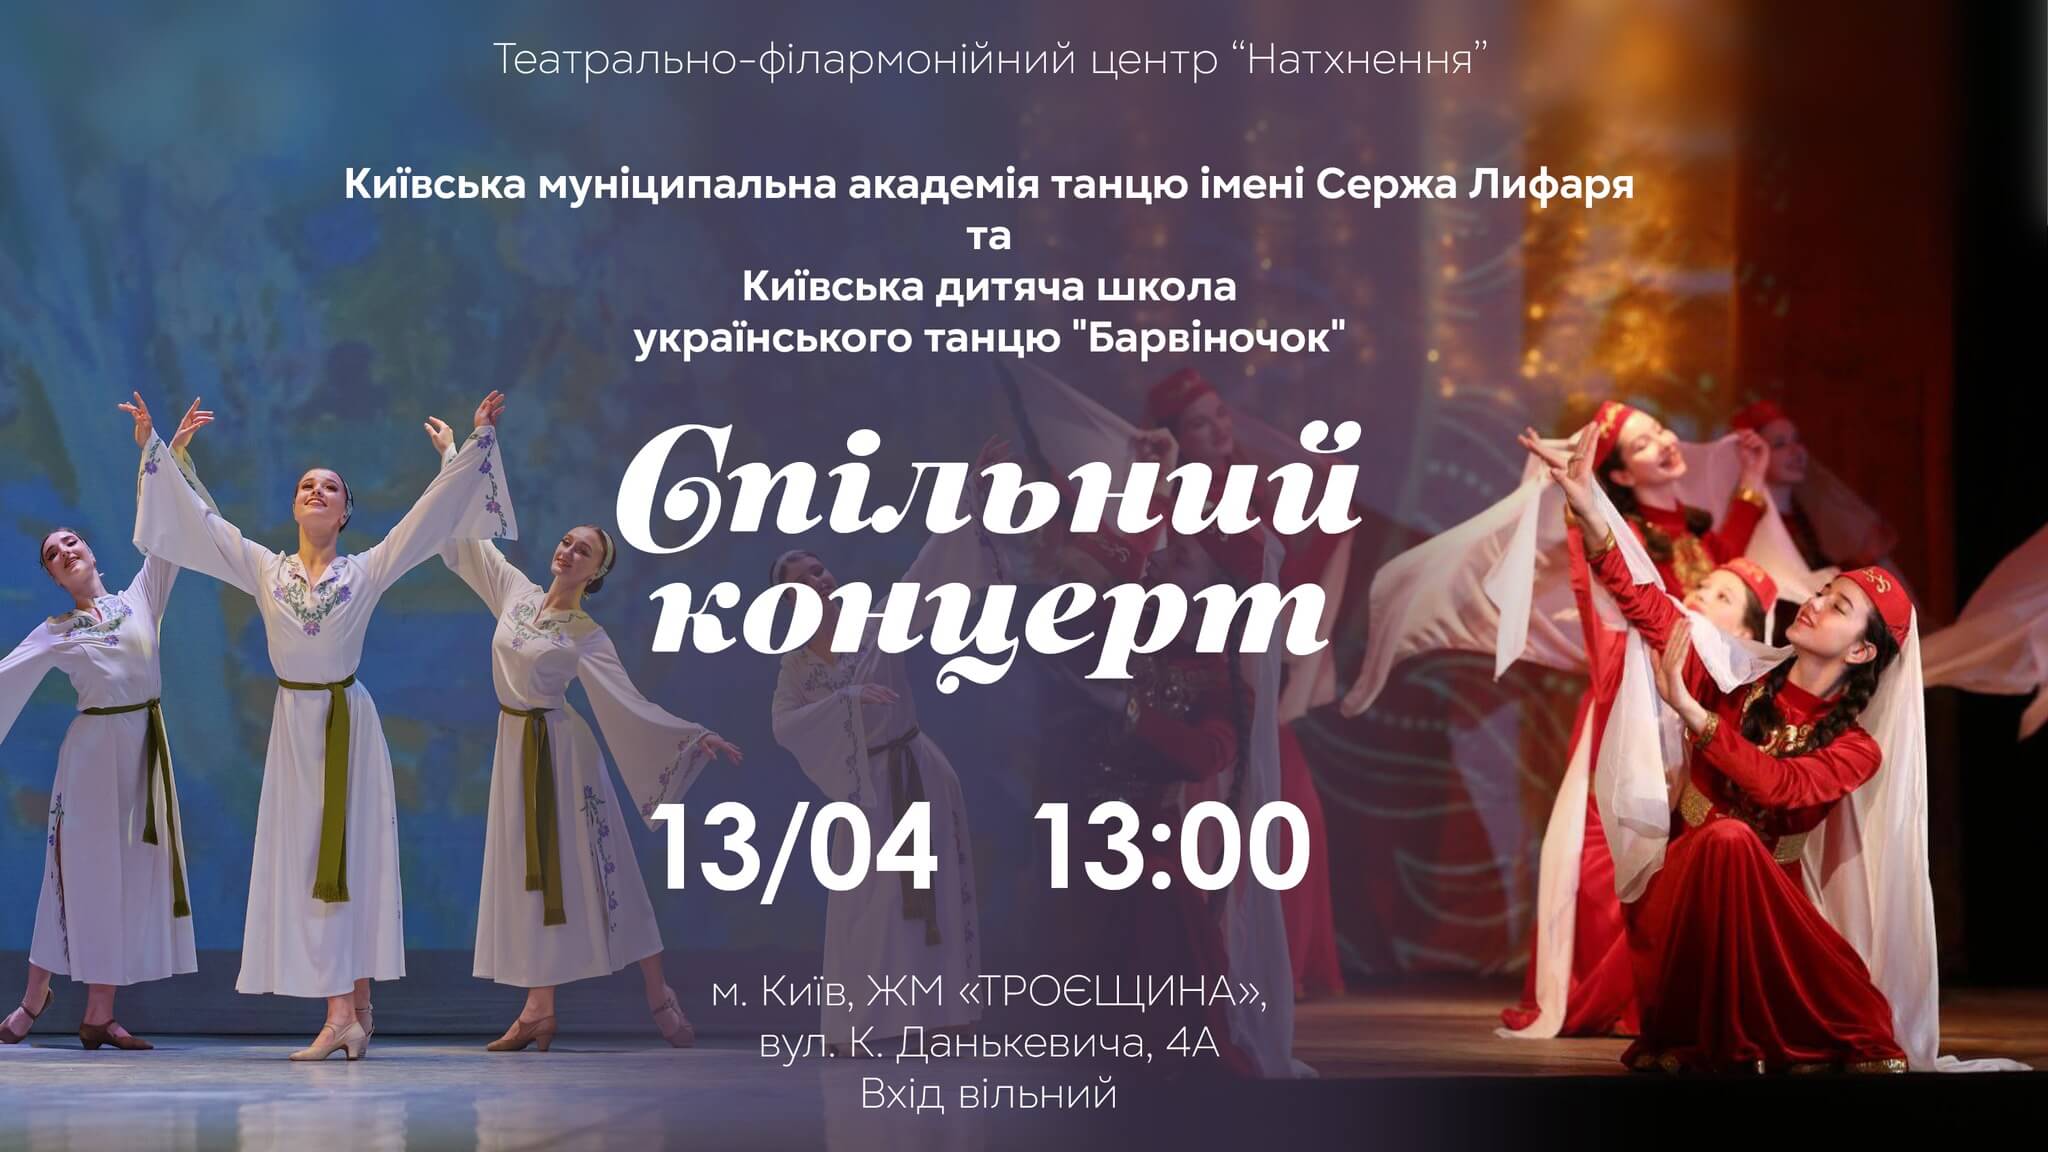 Театрально-філармонійний центр “Натхнення”
Київська муніципальна академія танцю імені Сержа Лифаря
та
Київська дитяча школа
українського танцю "Барвіночок"
Спільний
концерт
13/04 13:00
м. Київ, ЖМ «ТРОЄЩИНА»,
вул. К. Данькевича, 4А
Вхід вільний